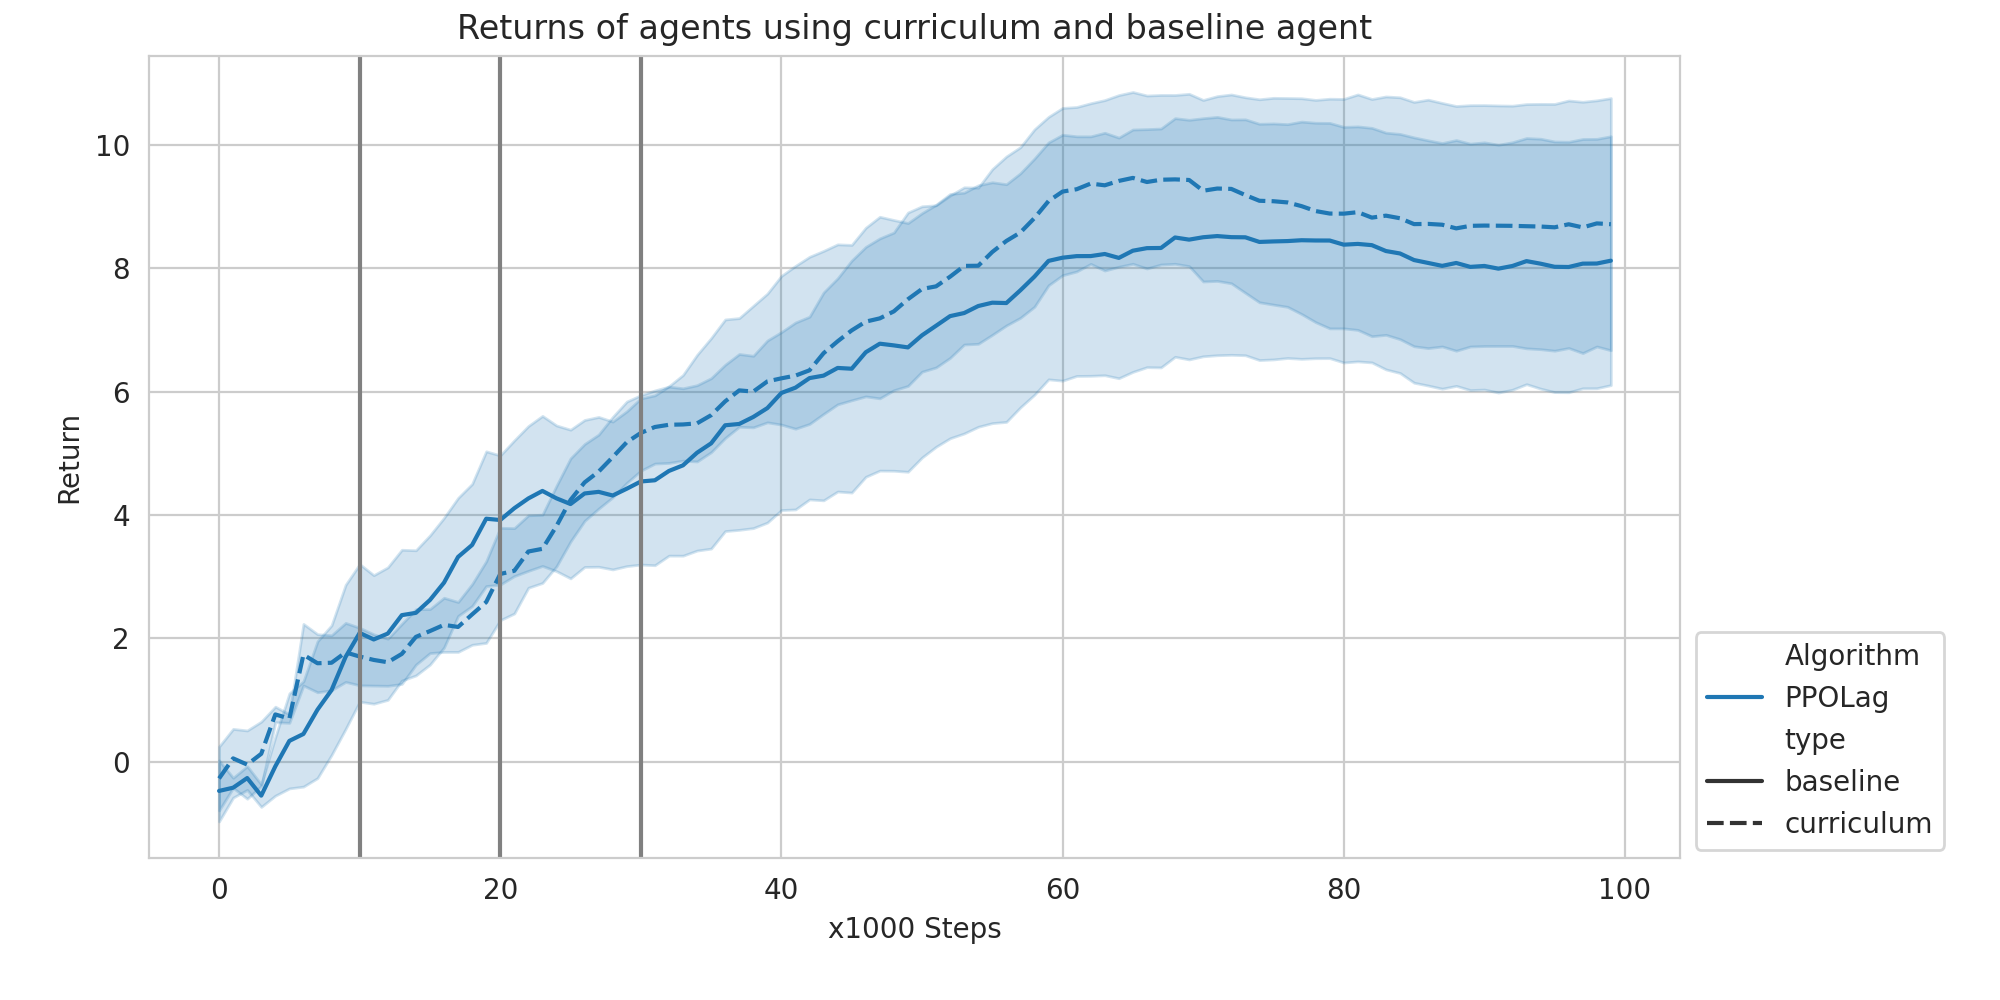 Returns of agents using curriculum and baseline agent
10
8
6
4
2
0
Return
0 20 40 60 80 100
x1000 Steps
Algorithm
PPOLag
type
baseline
curriculum